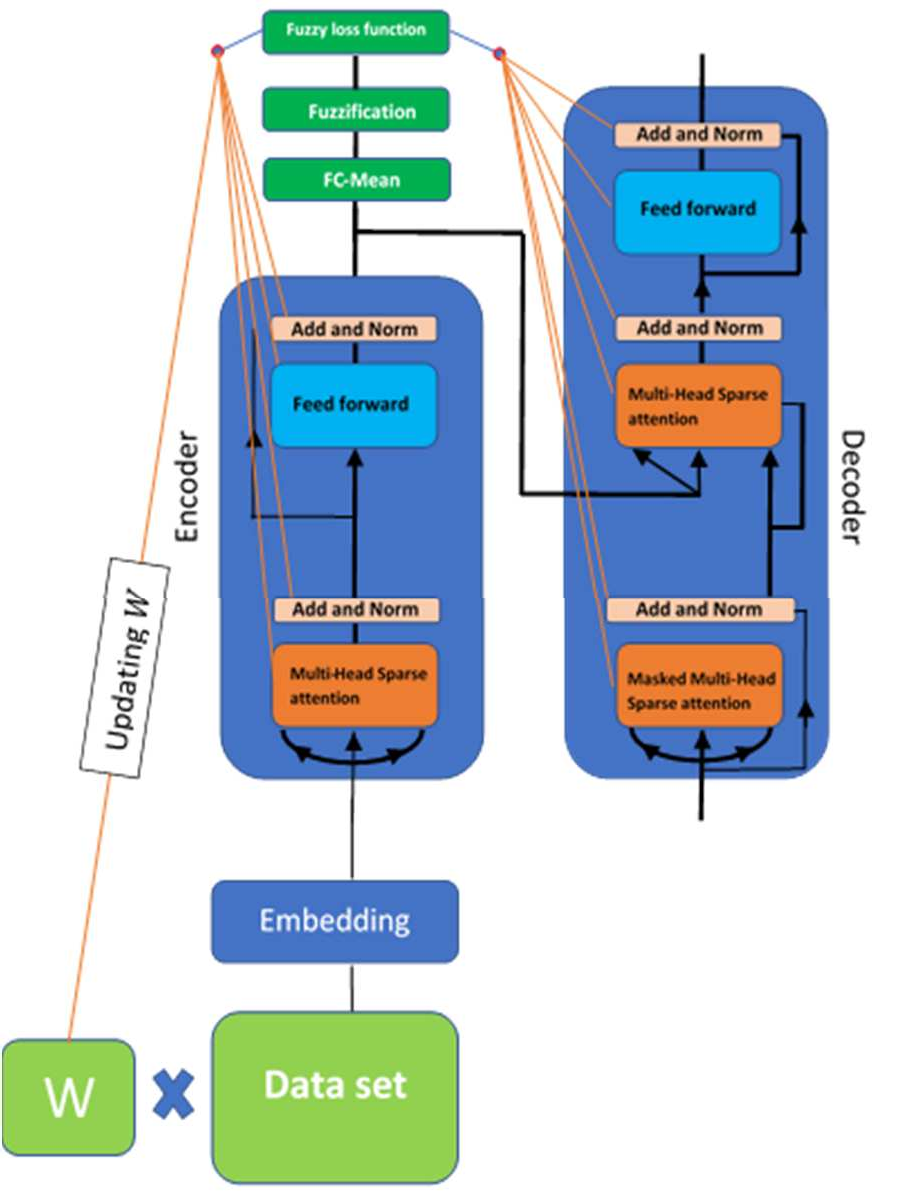 Fuzzy loss function
Fuzzification
FC-Mean
Add and Norm
Feed forward
Add and Norm
Multi-Head Sparse
attention
Encoder
Updating W
Embedding
W
Data set
Add and Norm
Feed forward
Add and Norm
Multi-Head Sparse
attention
Add and Norm
Masked Multi-Head
Sparse attention
Decoder